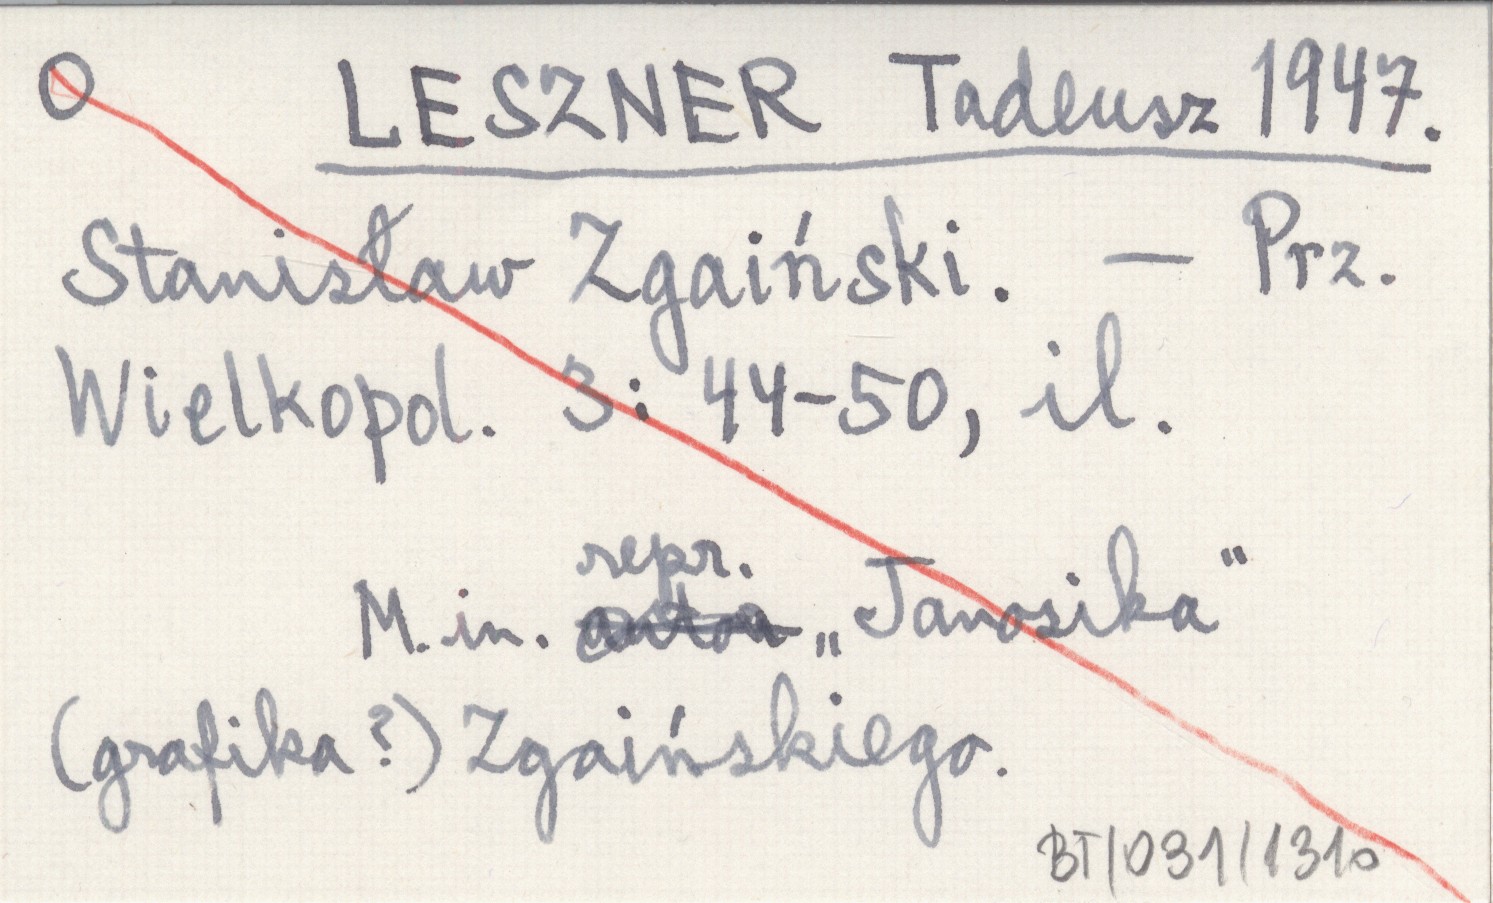 O LESZNER Tadeusz 1947.
Stanisław Zgaiński. — Prz.
Wielkopol. 3: 44-50, il.
repr.
M. in. „Janosika"
(grafika?) Zgaińskiego.
BT/031/1310